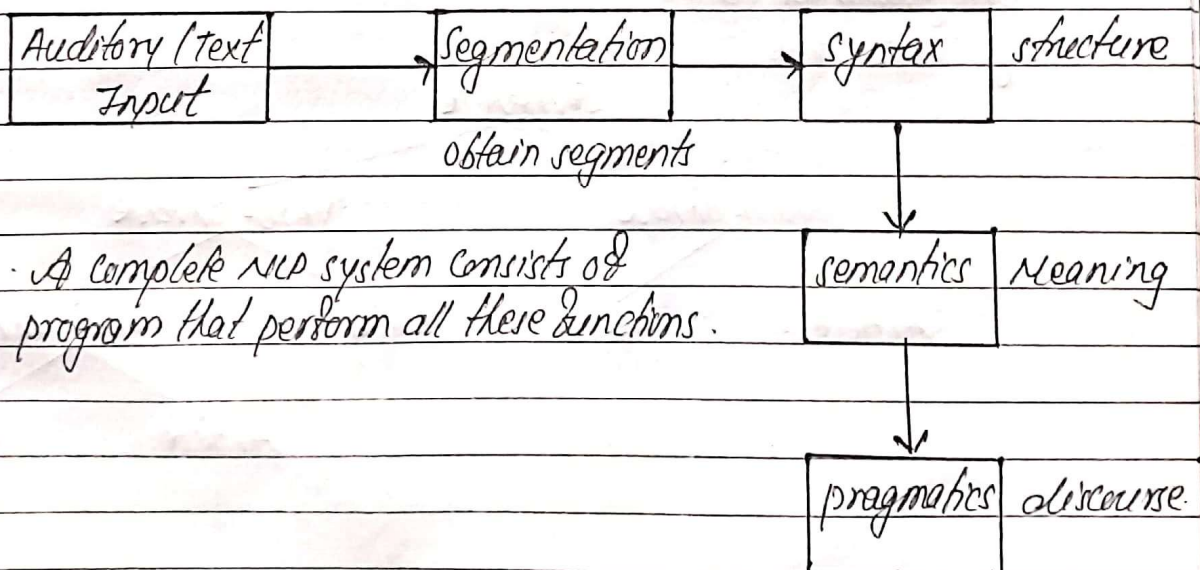 Auditory / Text Segmentation syntax structure
Input
obtain segments
. A complete NLP system consists of semantics Meaning
program that perform all these functions.
pragmatics discourse.